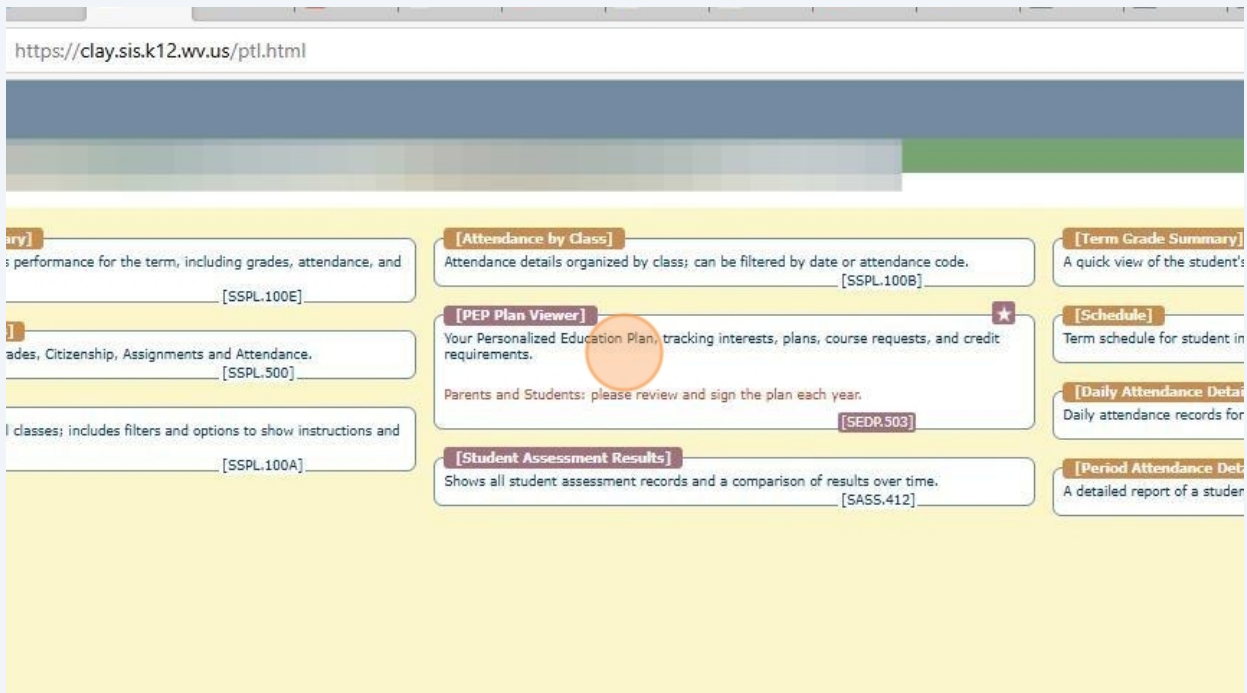 https://clay.sis.k12.wv.us/ptl.html
performance for the term, including grades, attendance, and
[SSPL.100E]
Citizenship, Assignments and Attendance.
[SSPL.500]
classes; includes filters and options to show instructions and
[SSPL.100A]
[Attendance by Class]
Attendance details organized by class; can be filtered by date or attendance code.
[SSPL.100B]
[PEP Plan Viewer]
Your Personalized Education Plan, tracking interests, plans, course requests, and credit
requirements.
Parents and Students: please review and sign the plan each year.
[SEDP.503]
[Student Assessment Results]
Shows all student assessment records and a comparison of results over time.
[SASS.412]
[Term Grade Summary]
A quick view of the student's
[Schedule]
Term schedule for student
[Daily Attendance
Daily attendance records for
[Period Attendance
A detailed report of a